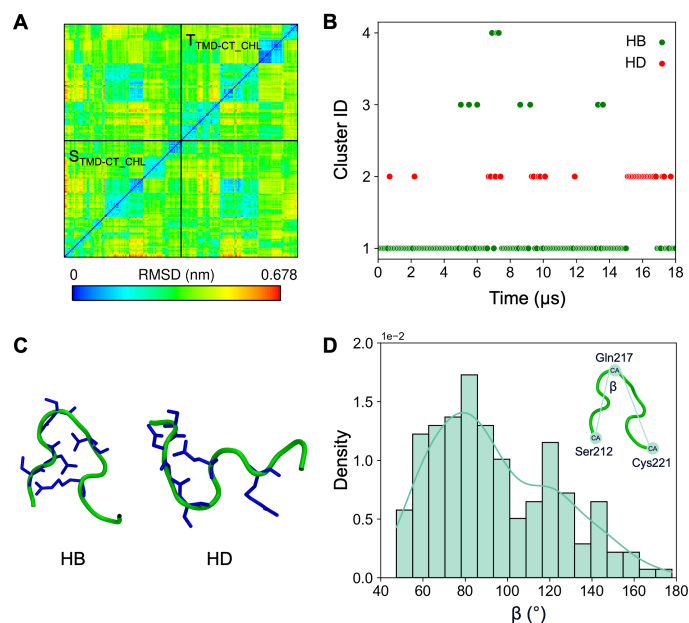 A
T TMD-CT_CHL
S TMD-CT_CHL
0 RMSD (nm) 0.678
B
HB
HD
Cluster ID
4
3
2
1
0 2 4 6 8 10 12 14 16 18
Time (µs)
C
HB
HD
D
1e−2
2.0
1.5
1.0
0.5
0.0
Density
Gln217
CA
β
CA
Ser212
CA
Cys221
40 60 80 100 120 140 160 180
β (°)